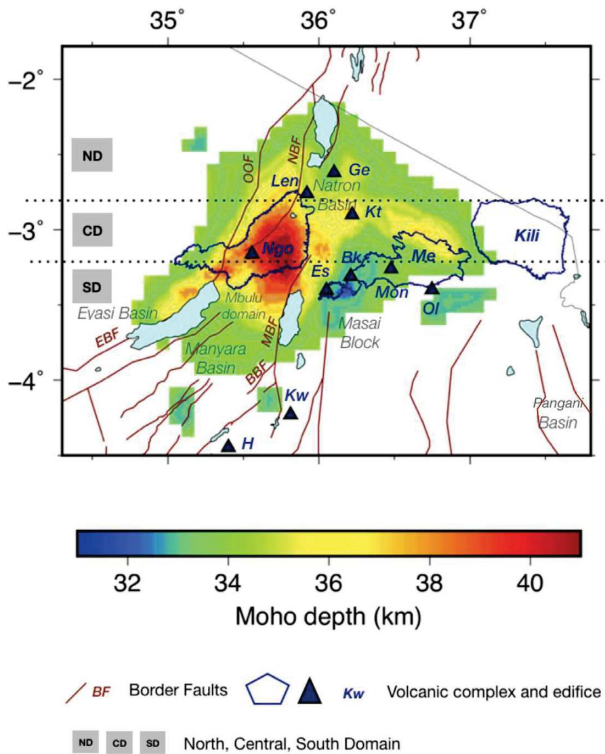 35° 36° 37°
−2°
ND
OOF
NBF
Len
Ge
Natron
Basin
Kt
−3°
CD
Ngo
Kili
Es
Bk
Me
SD
Mon
Ol
Eyasi Basin
Mbulu
domain
MBF
Masai
Block
EBF
Manyara
Basin
BBF
−4°
Kw
Pangani
Basin
H
32 34 36 38 40
Moho depth (km)
BF Border Faults Kw Volcanic complex and edifice
ND CD SD North, Central, South Domain